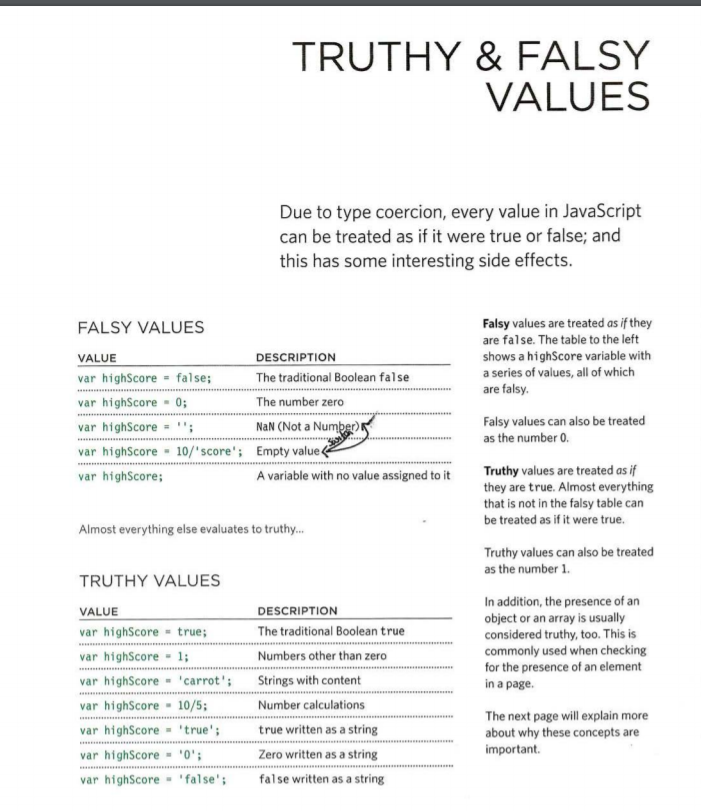 TRUTHY & FALSY
VALUES
Due to type coercion, every value in JavaScript
can be treated as if it were true or false; and
this has some interesting side effects.
FALSY VALUES
VALUE DESCRIPTION
var highScore = false; The traditional Boolean false
var highScore = 0; The number zero
var highScore = ''; NaN (Not a Number)
var highScore = 10/'score'; Empty value
var highScore; A variable with no value assigned to it
Almost everything else evaluates to truthy...
TRUTHY VALUES
VALUE DESCRIPTION
var highScore = true; The traditional Boolean true
var highScore = 1; Numbers other than zero
var highScore = 'carrot'; Strings with content
var highScore = 10/5; Number calculations
var highScore = 'true'; true written as a string
var highScore = '0'; Zero written as a string
var highScore = 'false'; false written as a string
Falsy values are treated as if they
are false. The table to the left
shows a highScore variable with
a series of values, all of which
are falsy.
Falsy values can also be treated
as the number 0.
Truthy values are treated as if
they are true. Almost everything
that is not in the falsy table can
be treated as if it were true.
Truthy values can also be treated
as the number 1.
In addition, the presence of an
object or an array is usually
considered truthy, too. This is
commonly used when checking
for the presence of an element
in a page.
The next page will explain more
about why these concepts are
important.